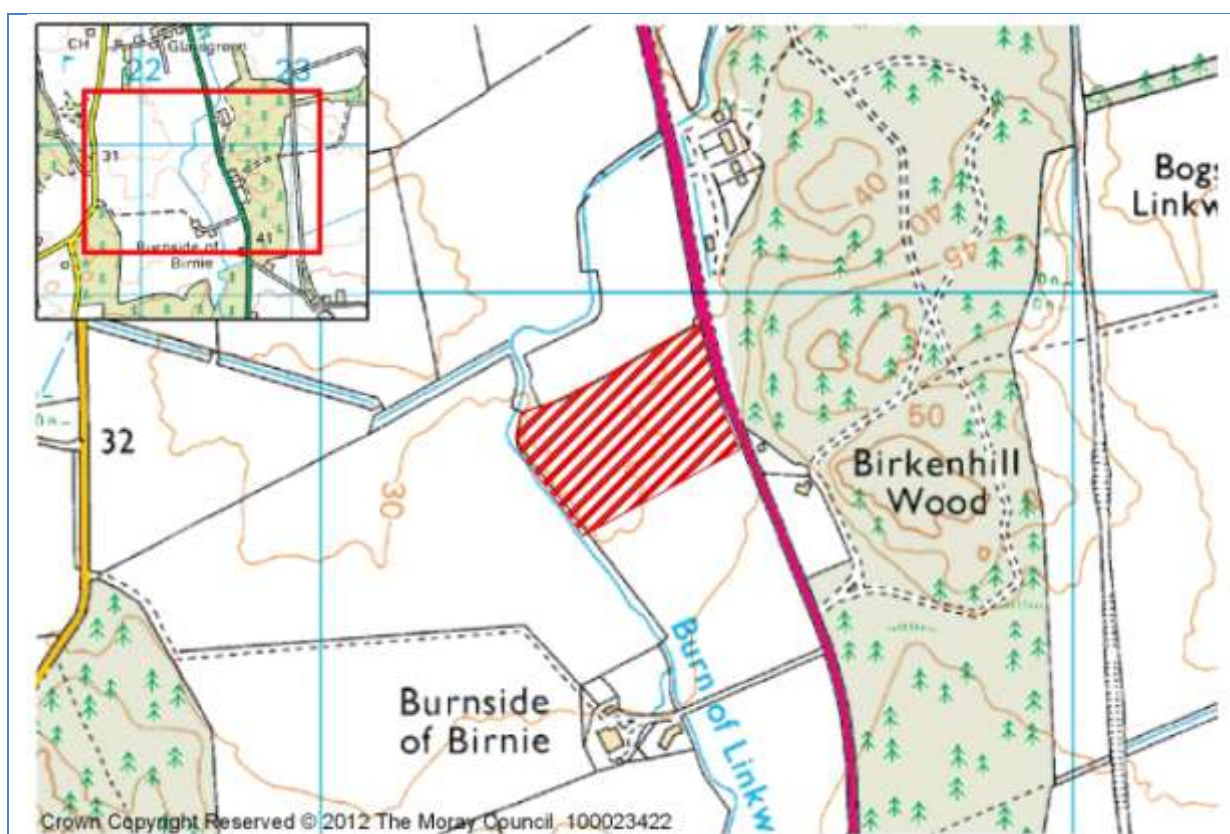 CH
Glassgreen
22
23
31
Burnside of
Birnie
41
Bogs
Linkw
40
40
45
50
Birkenhill
Wood
32
30
Burnside
of Birnie
Burn of Linkw
Crown Copyright Reserved © 2012 The Moray Council 100023422